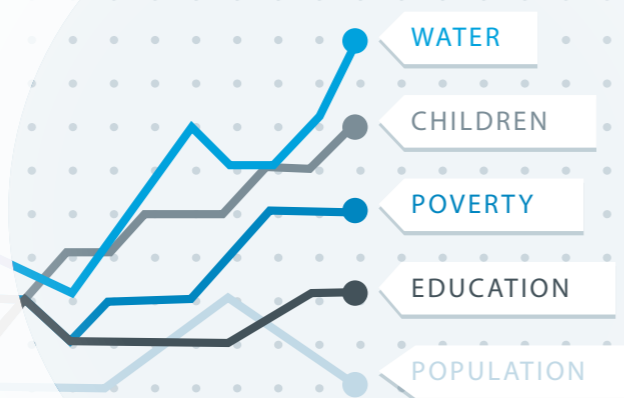 WATER
CHILDREN
POVERTY
EDUCATION
POPULATION